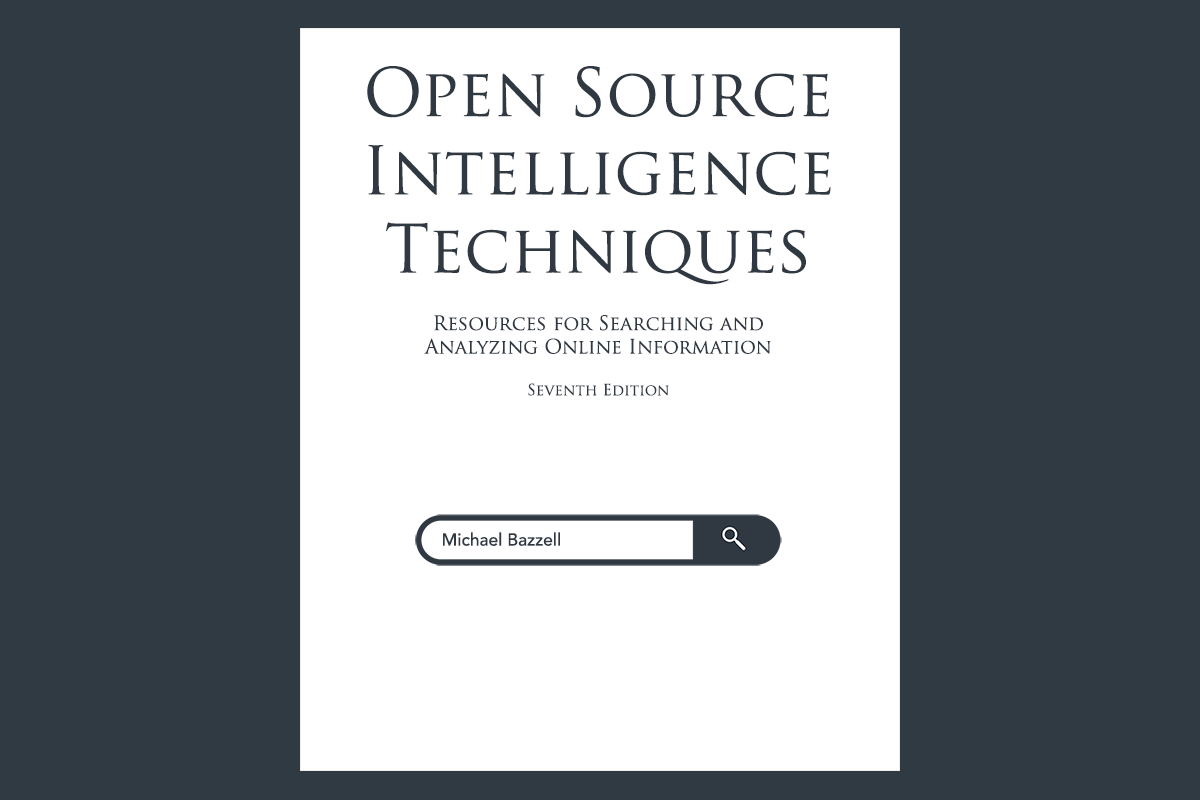 OPEN SOURCE
INTELLIGENCE
TECHNIQUES
RESOURCES FOR SEARCHING AND
ANALYZING ONLINE INFORMATION
SEVENTH EDITION
Michael Bazzell